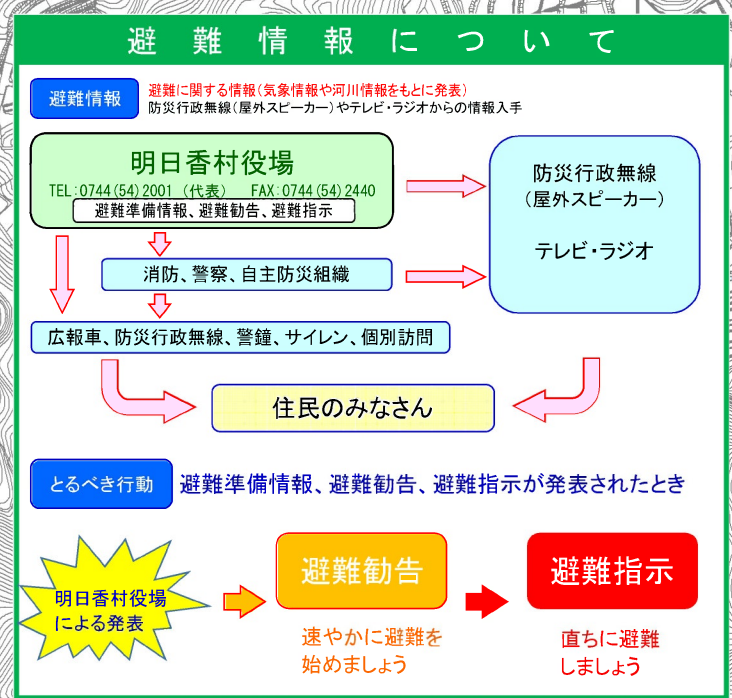 避難情報について
避難情報
避難に関する情報(気象情報や河川情報をもとに発表)
防災行政無線(屋外スピーカー)やテレビ・ラジオからの情報入手
明日香村役場
TEL:0744(54)2001 (代表) FAX:0744(54)2440
避難準備情報、避難勧告、避難指示
防災行政無線
(屋外スピーカー)
テレビ・ラジオ
消防、警察、自主防災組織
広報車、防災行政無線、警鐘、サイレン、個別訪問
住民のみなさん
とるべき行動
避難準備情報、避難勧告、避難指示が発表されたとき
明日香村役場
による発表
避難勧告
速やかに避難を
始めましょう
避難指示
直ちに避難
しましょう